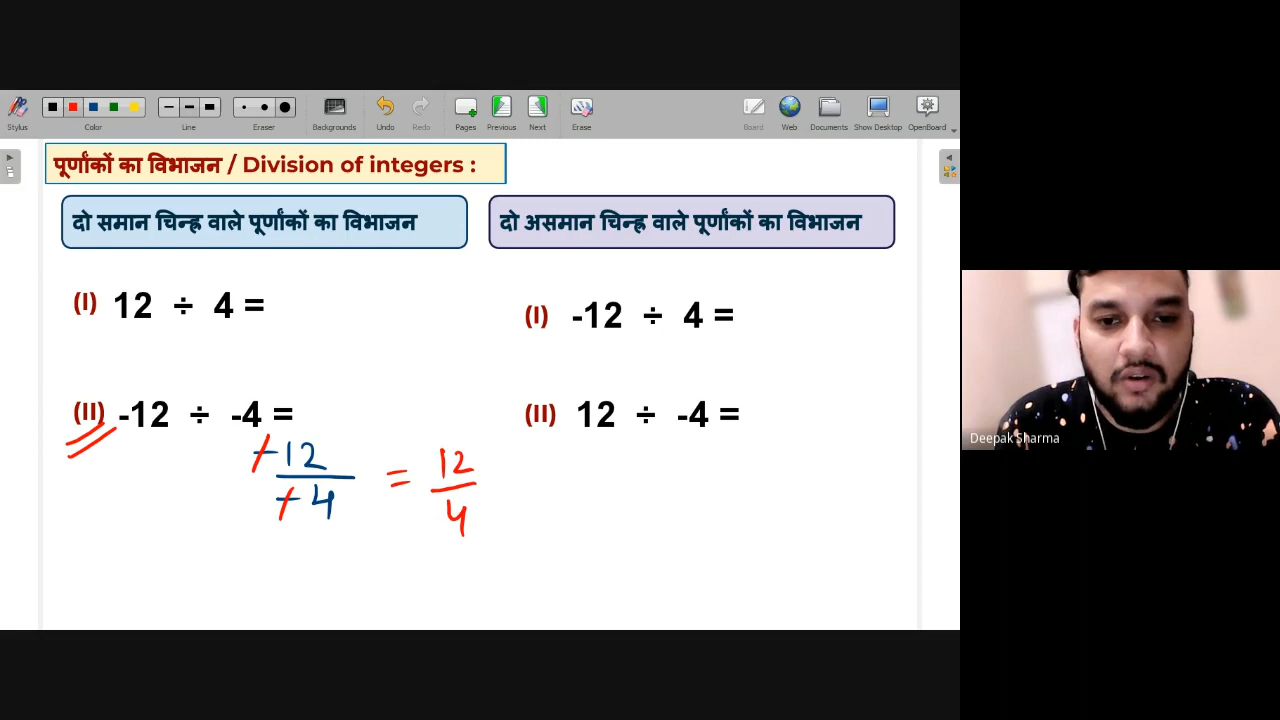 Stylus Color Line Eraser Backgrounds Undo Redo Pages Previous Next Erase Board Web Documents Show Desktop OpenBoard
पूर्णांकों का विभाजन / Division of integers :
दो समान चिन्ह्र वाले पूर्णांकों का विभाजन
दो असमान चिन्ह्र वाले पूर्णांकों का विभाजन
(I) 12 ÷ 4 =
(I) -12 ÷ 4 =
(II) -12 ÷ -4 =
(II) 12 ÷ -4 =
-12 / -4 = 12 / 4
Deepak Sharma